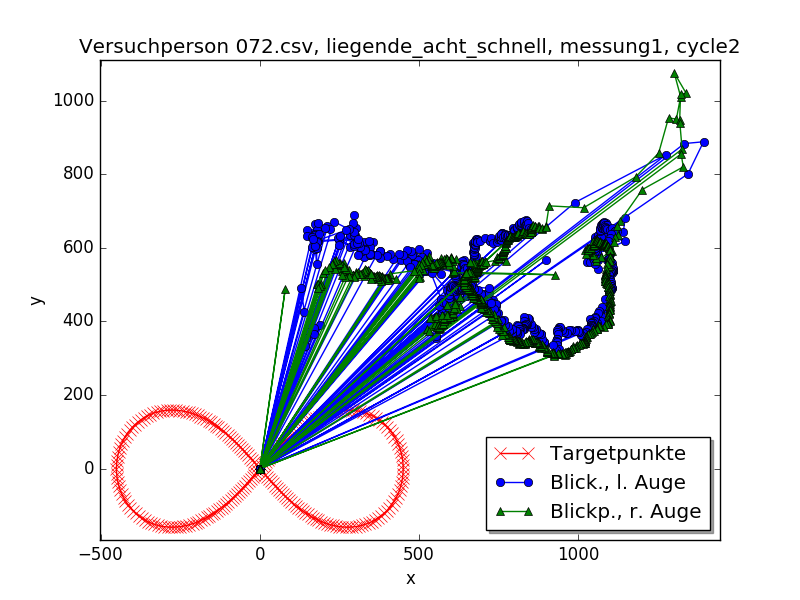 Versuchperson 072.csv, liegende_acht_schnell, messung1, cycle2
1000
800
600
400
200
0
−500
0
500
1000
y
x
Targetpunkte
Blick., l. Auge
Blickp., r. Auge